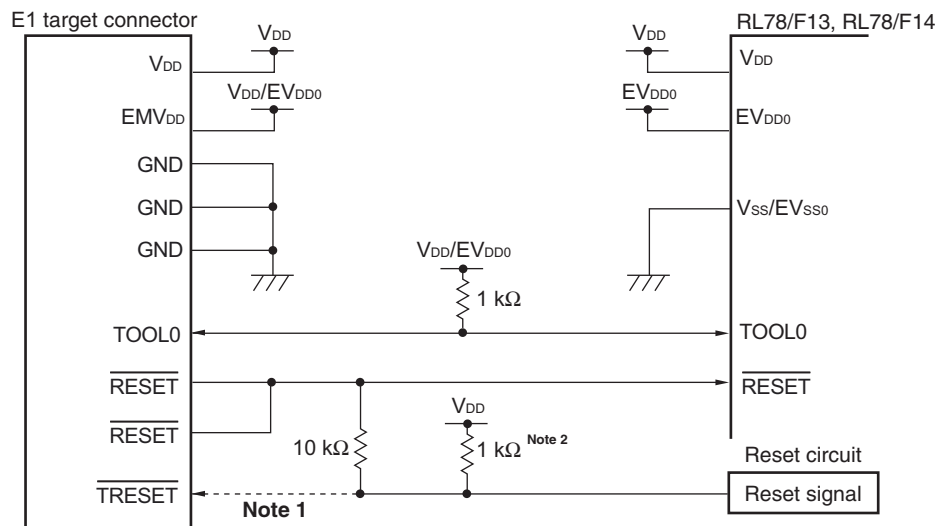 E1 target connector
RL78/F13, RL78/F14
VDD
VDD
VDD
VDD
VDD/EVDD0
EVDD0
EMVDD
EVDD0
GND
GND
VSS/EVSS0
GND
VDD/EVDD0
1 kΩ
TOOL0
TOOL0
RESET
RESET
VDD
RESET
10 kΩ
1 kΩ Note 2
Reset circuit
TRESET
Note 1
Reset signal